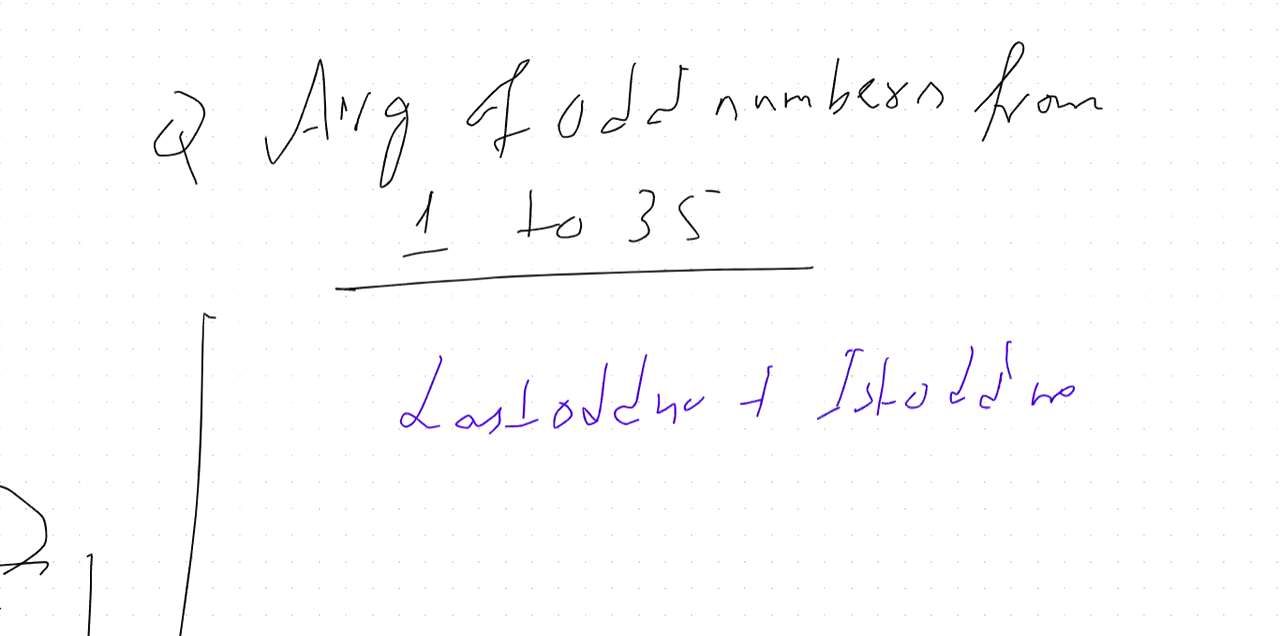 Q Avg of odd numbers from
1 to 35
Last odd no + Ist odd no